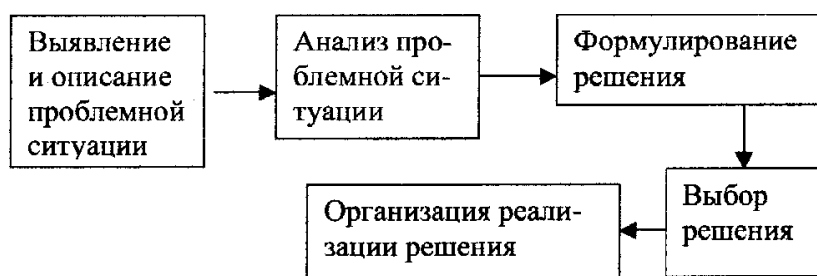 Выявление
и описание
проблемной
ситуации
Анализ про-
блемной си-
туации
Формулирование
решения
Выбор
решения
Организация реали-
зации решения